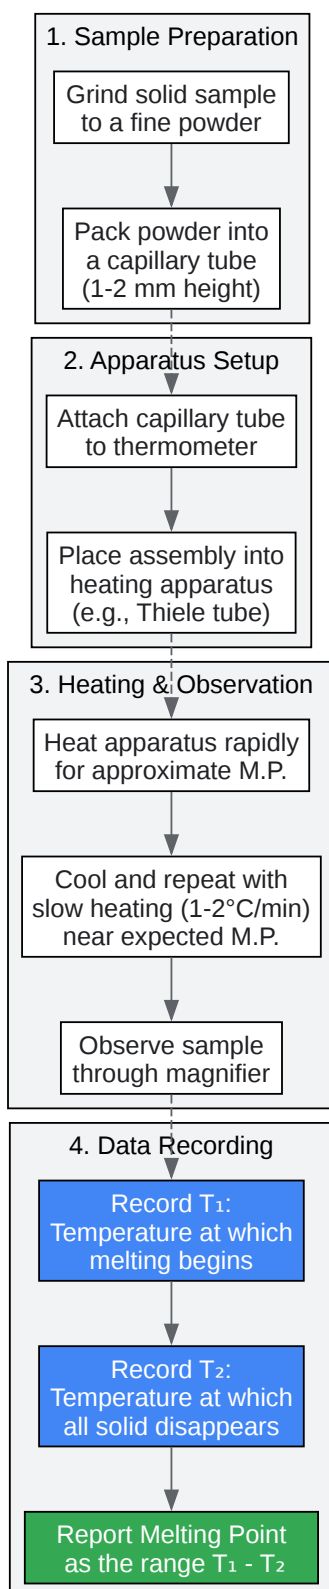 1. Sample Preparation
Grind solid sample
to a fine powder
Pack powder into
a capillary tube
(1-2 mm height)
2. Apparatus Setup
Attach capillary tube
to thermometer
Place assembly into
heating apparatus
(e.g., Thiele tube)
3. Heating & Observation
Heat apparatus rapidly
for approximate M.P.
Cool and repeat with
slow heating (1-2°C/min)
near expected M.P.
Observe sample
through magnifier
4. Data Recording
Record T₁:
Temperature at which
melting begins
Record T₂:
Temperature at which
all solid disappears
Report Melting Point
as the range T₁ - T₂